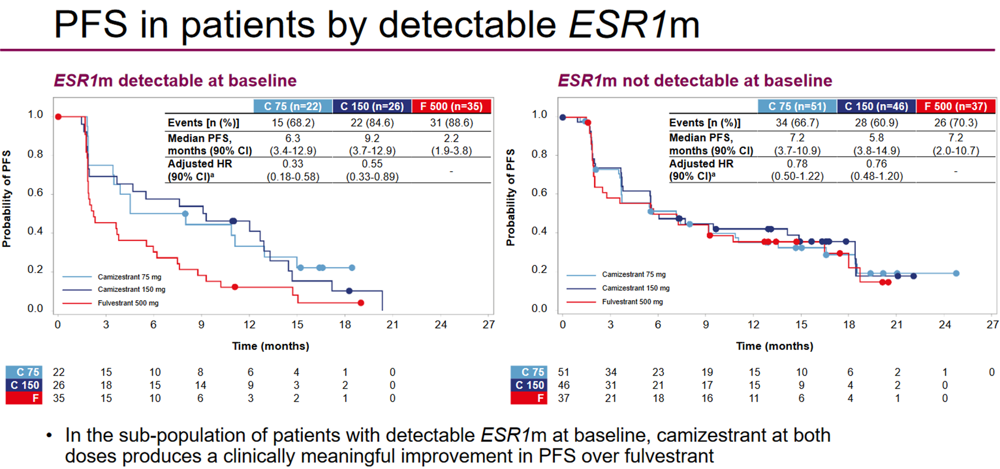 PFS in patients by detectable ESR1m
ESR1m detectable at baseline
C 75 (n=22) C 150 (n=26) F 500 (n=35)
Events [n (%)] 15 (68.2) 22 (84.6) 31 (88.6)
Median PFS, 6.3 9.2 2.2
months (90% CI) (3.4-12.9) (3.7-12.9) (1.9-3.8)
Adjusted HR 0.33 0.55 -
(90% CI)a (0.18-0.58) (0.33-0.89)
Probability of PFS
1.0
0.8
0.6
0.4
0.2
0.0
Camizestrant 75 mg
Camizestrant 150 mg
Fulvestrant 500 mg
0 3 6 9 12 15 18 21 24 27
Time (months)
C 75 22 15 10 8 6 4 1 0
C 150 26 18 15 14 9 3 2 0
F 35 15 10 6 3 2 1 0
ESR1m not detectable at baseline
C 75 (n=51) C 150 (n=46) F 500 (n=37)
Events [n (%)] 34 (66.7) 28 (60.9) 26 (70.3)
Median PFS, 7.2 5.8 7.2
months (90% CI) (3.7-10.9) (3.8-14.9) (2.0-10.7)
Adjusted HR 0.78 0.76 -
(90% CI)a (0.50-1.22) (0.48-1.20)
Probability of PFS
1.0
0.8
0.6
0.4
0.2
0.0
Camizestrant 75 mg
Camizestrant 150 mg
Fulvestrant 500 mg
0 3 6 9 12 15 18 21 24 27
Time (months)
C 75 51 34 23 19 15 10 6 2 1 0
C 150 46 31 21 17 15 9 4 2 0
F 37 21 18 16 11 6 4 1 0
• In the sub-population of patients with detectable ESR1m at baseline, camizestrant at both
doses produces a clinically meaningful improvement in PFS over fulvestrant